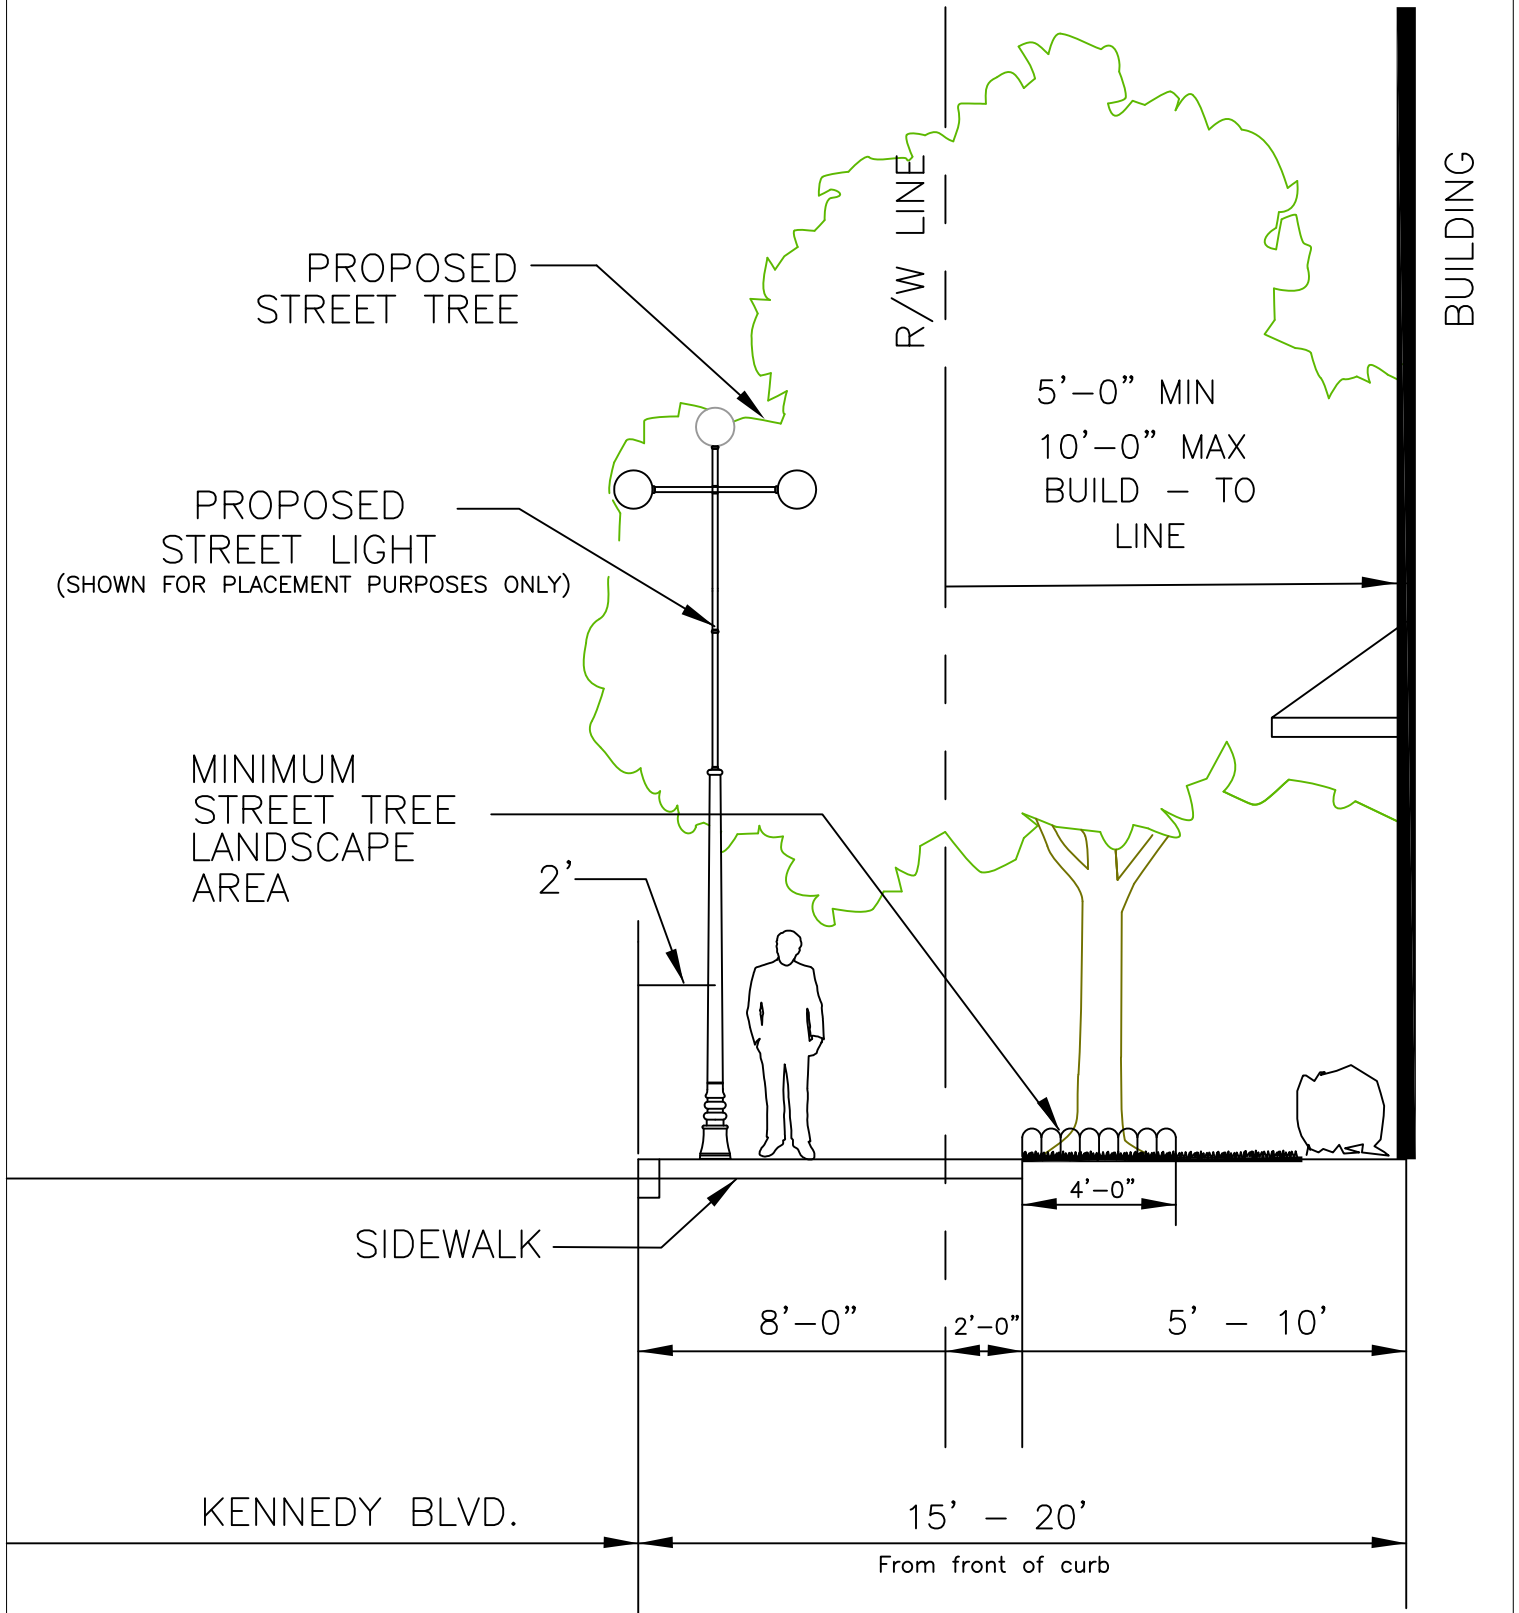 R/W LINE
BUILDING
PROPOSED
STREET TREE
5'-0" MIN
10'-0" MAX
BUILD - TO
LINE
PROPOSED
STREET LIGHT
(SHOWN FOR PLACEMENT PURPOSES ONLY)
MINIMUM
STREET TREE
LANDSCAPE
AREA
2'
4'-0"
SIDEWALK
8'-0"
2'-0"
5' - 10'
KENNEDY BLVD.
15' - 20'
From front of curb